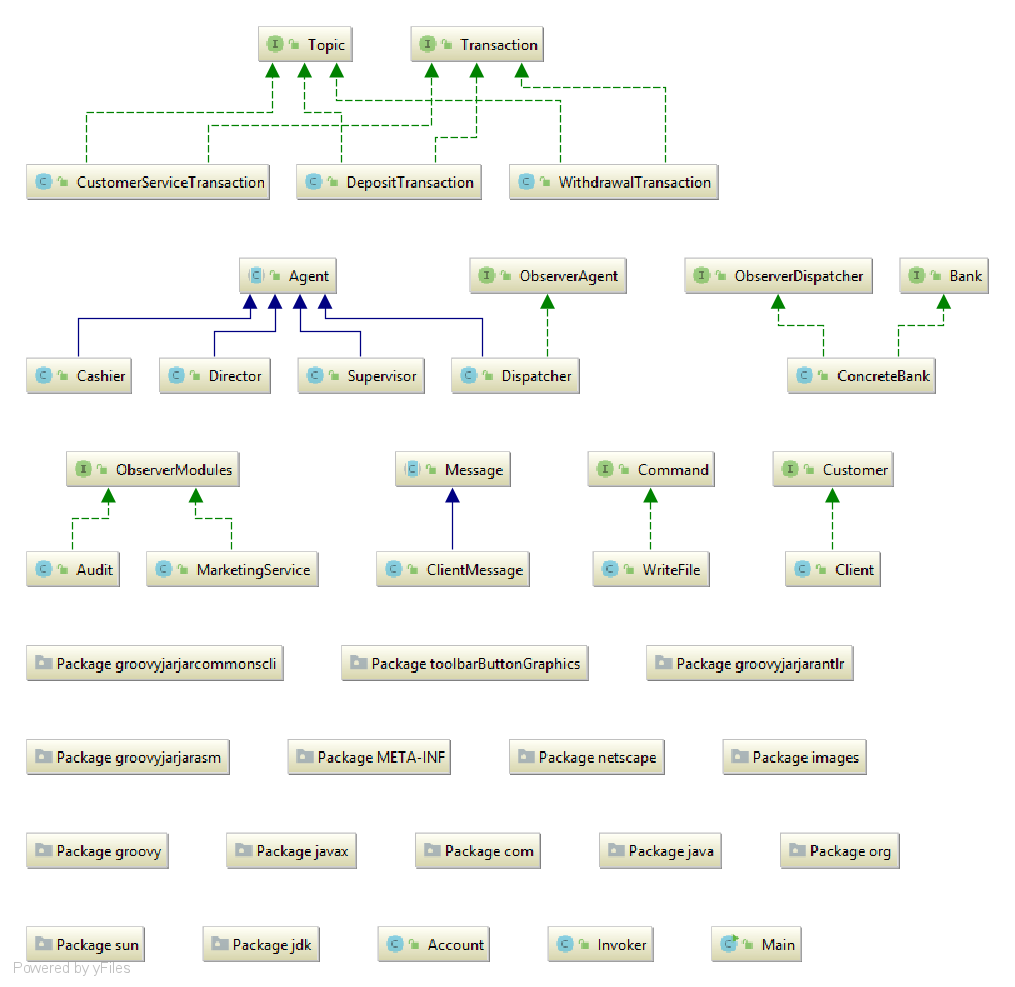 Topic Transaction
CustomerServiceTransaction DepositTransaction WithdrawalTransaction
Agent ObserverAgent ObserverDispatcher Bank
Cashier Director Supervisor Dispatcher ConcreteBank
ObserverModules Message Command Customer
Audit MarketingService ClientMessage WriteFile Client
Package groovyjarjarcommonscli Package toolbarButtonGraphics Package groovyjarjarantlr
Package groovyjarjarasm Package META-INF Package netscape Package images
Package groovy Package javax Package com Package java Package org
Package sun Package jdk Account Invoker Main
Powered by yFiles